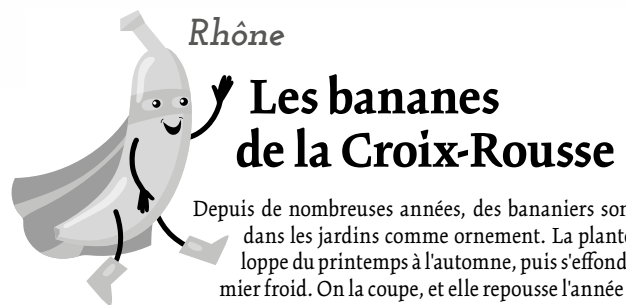 Rhône
Les bananes
de la Croix-Rousse
Depuis de nombreuses années, des bananiers son
dans les jardins comme ornement. La plant
loppe du printemps à l'automne, puis s'effond
mier froid. On la coupe, et elle repousse l'année